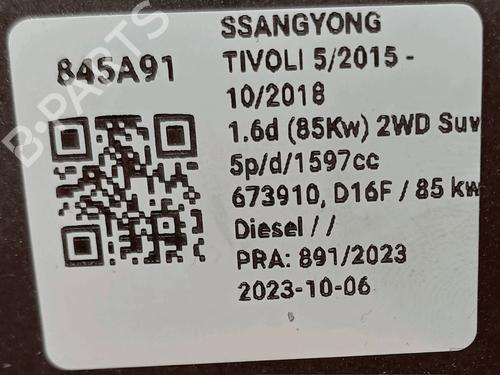 845A91
SSANGYONG
TIVOLI 5/2015 -
10/2018
1.6d (85Kw) 2WD Suv
5p/d/1597cc
673910, D16F / 85 kw
Diesel / /
PRA: 891/2023
2023-10-06
B-PARTS